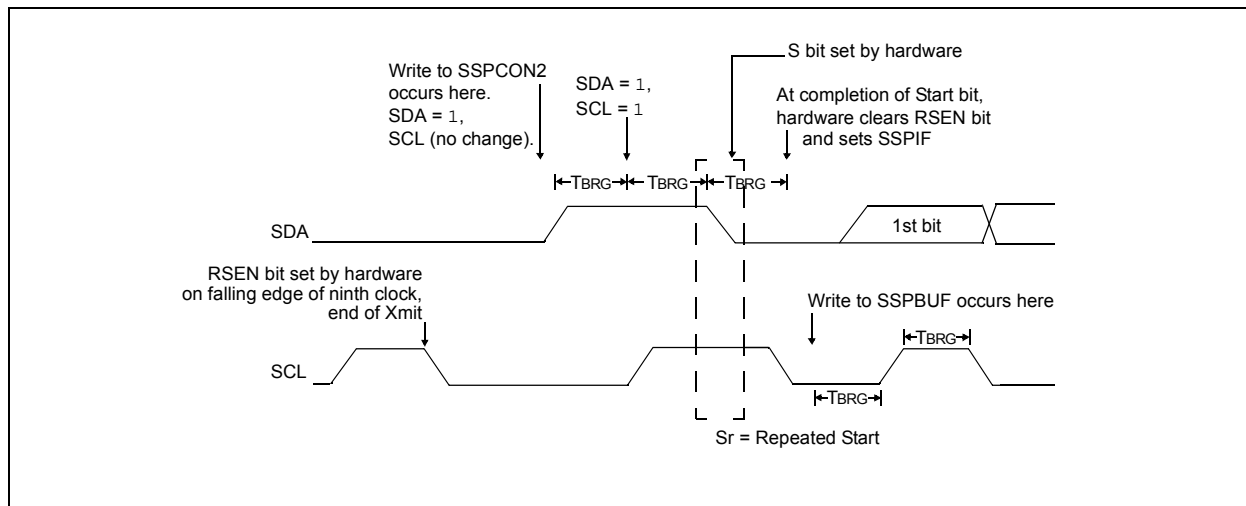 S bit set by hardware
Write to SSPCON2
occurs here.
SDA = 1,
SCL (no change).
SDA = 1,
SCL = 1
At completion of Start bit,
hardware clears RSEN bit
and sets SSPIF
TBRG
TBRG
TBRG
SDA
1st bit
RSEN bit set by hardware
on falling edge of ninth clock,
end of Xmit
Write to SSPBUF occurs here
TBRG
SCL
TBRG
Sr = Repeated Start